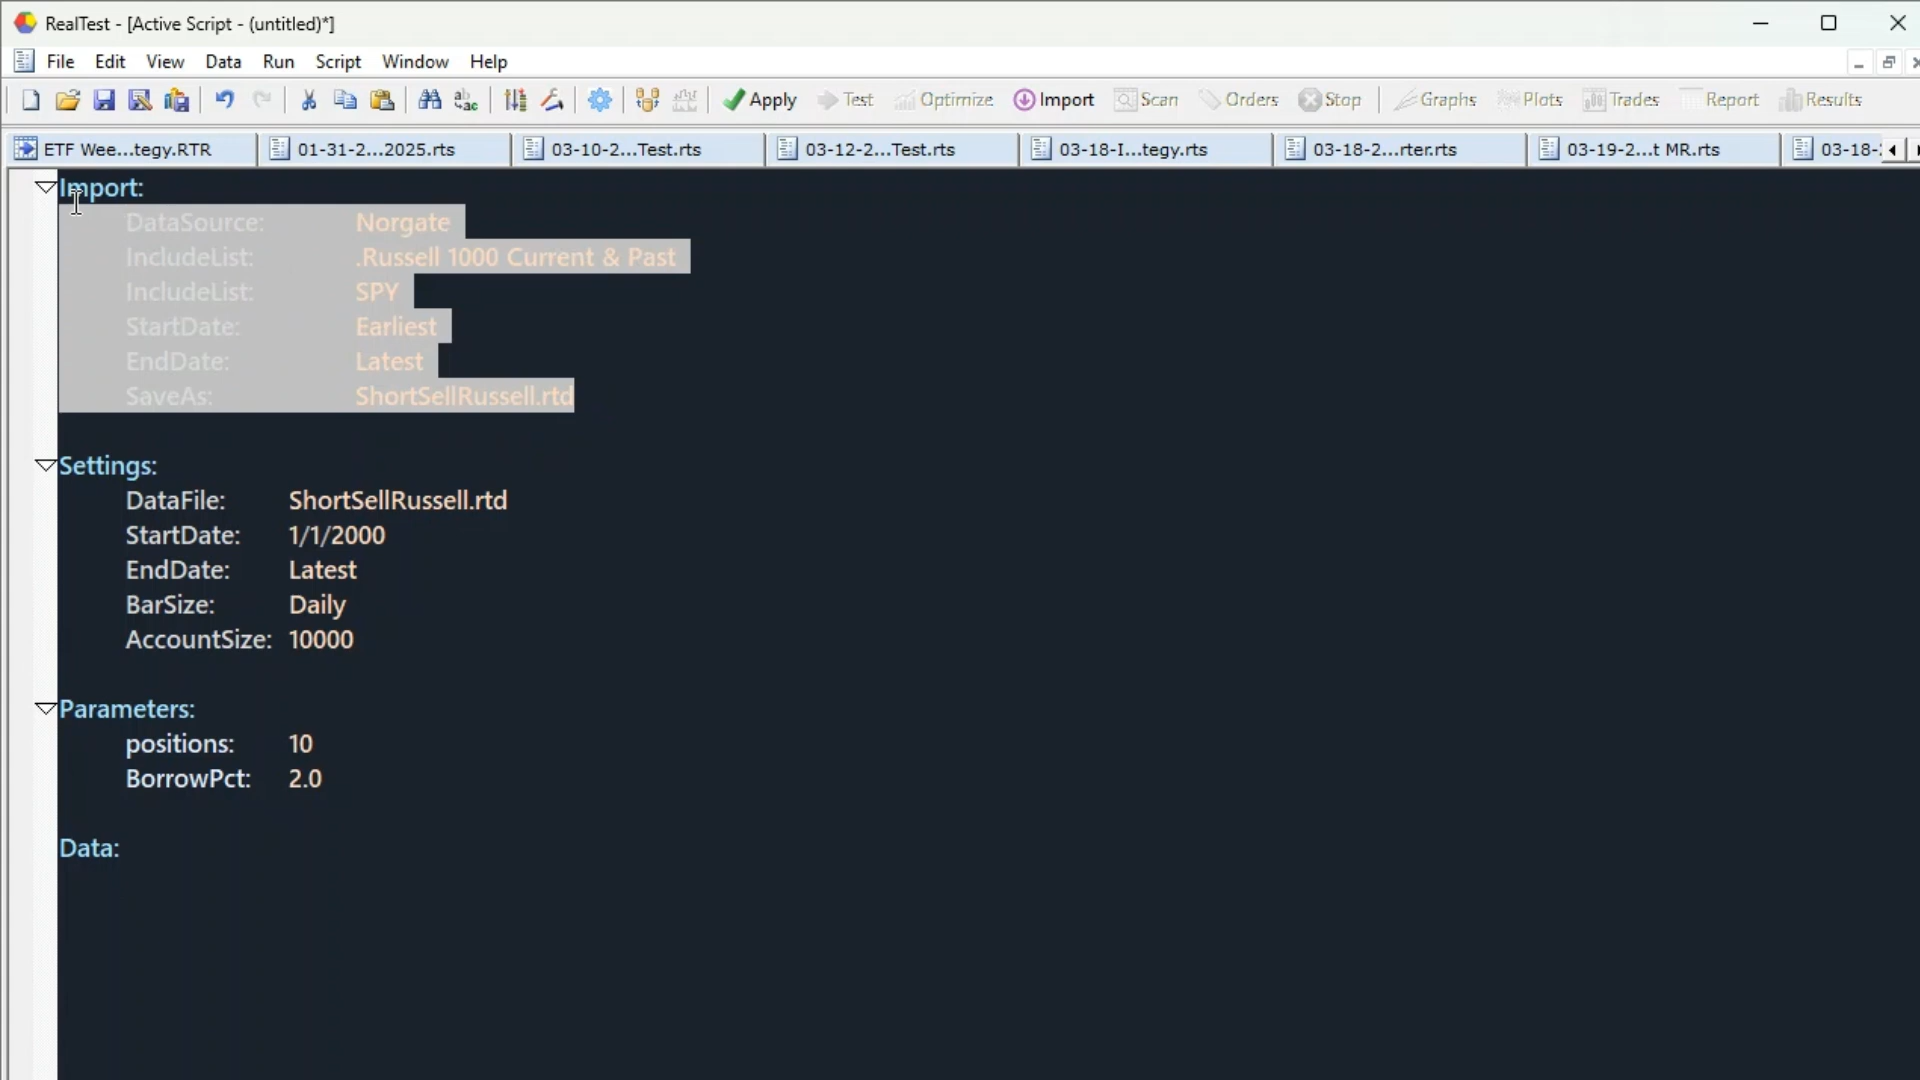 RealTest - [Active Script - (untitled)*]
File Edit View Data Run Script Window Help
Apply Test Optimize Import Scan Orders Stop Graphs Plots Trades Report Results
ETF Wee...tegy.RTR 01-31-2...2025.rts 03-10-2...Test.rts 03-12-2...Test.rts 03-18-I...tegy.rts 03-18-2...rter.rts 03-19-2...t MR.rts 03-18-
Import:
DataSource: Norgate
IncludeList: .Russell 1000 Current & Past
IncludeList: SPY
StartDate: Earliest
EndDate: Latest
SaveAs: ShortSellRussell.rtd
Settings:
DataFile: ShortSellRussell.rtd
StartDate: 1/1/2000
EndDate: Latest
BarSize: Daily
AccountSize: 10000
Parameters:
positions: 10
BorrowPct: 2.0
Data: